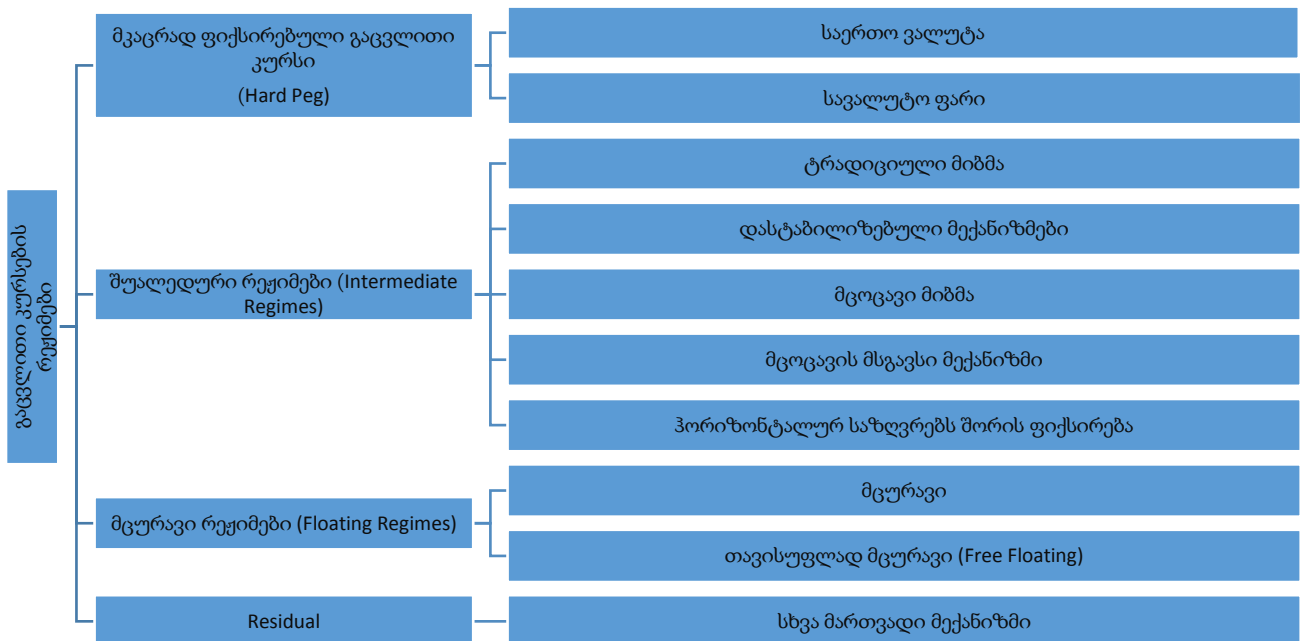 გაცვლითი კურსების
რეჟიმები
მკაცრად ფიქსირებული გაცვლითი
კურსი
(Hard Peg)
საერთო ვალუტა
სავალუტო ფარი
შუალედური რეჟიმები (Intermediate
Regimes)
ტრადიციული მიბმა
დასტაბილიზებული მექანიზმები
მცოცავი მიბმა
მცოცავის მსგავსი მექანიზმი
ჰორიზონტალურ საზღვრებს შორის ფიქსირება
მცურავი რეჟიმები (Floating Regimes)
მცურავი
თავისუფლად მცურავი (Free Floating)
Residual
სხვა მართვადი მექანიზმი